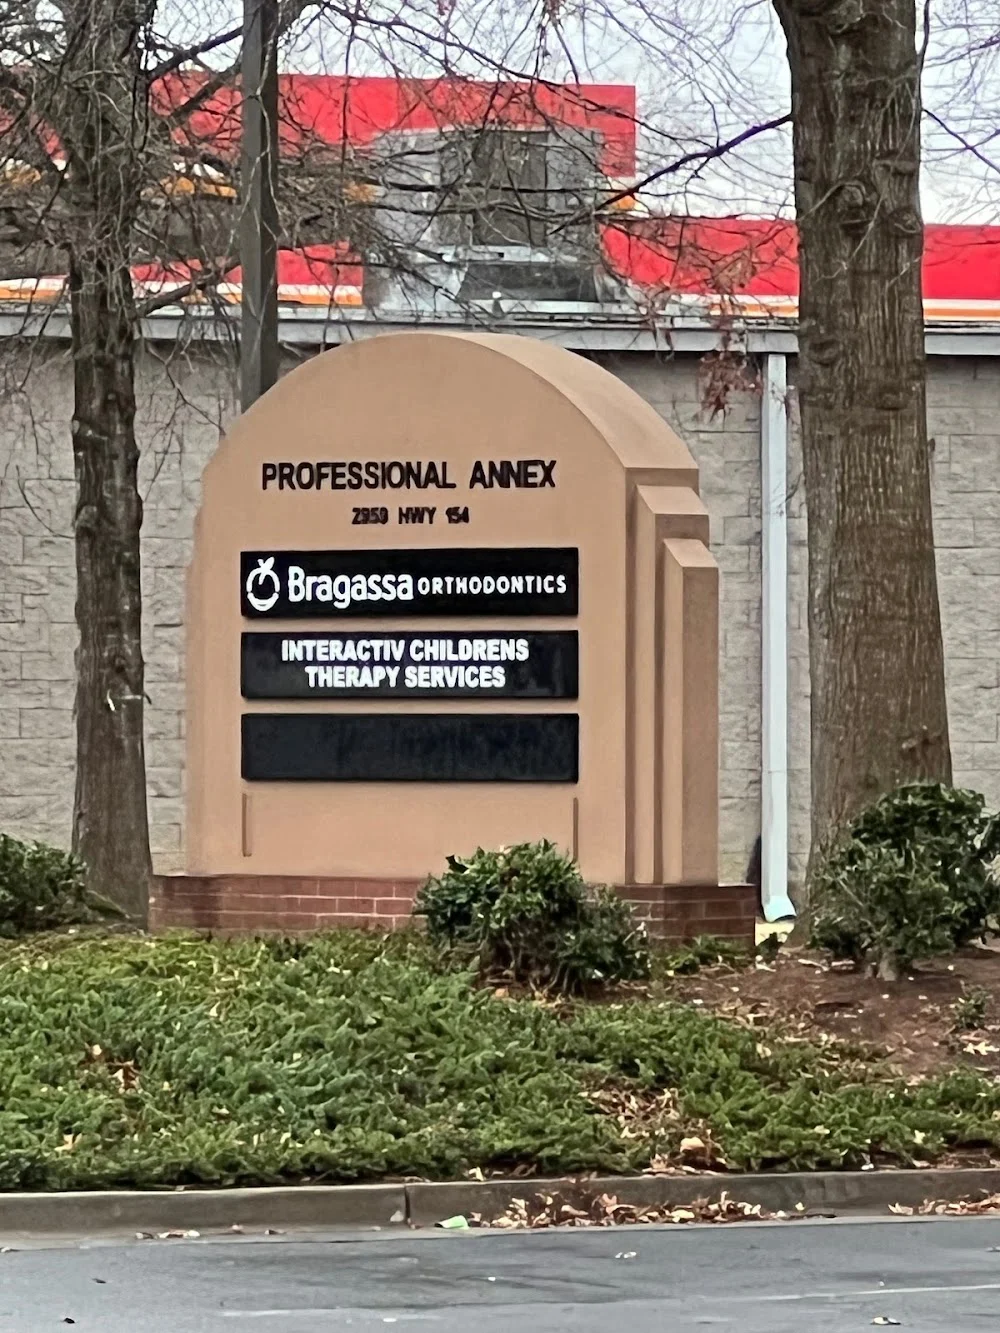 PROFESSIONAL ANNEX
2950 HWY 154
Bragassa ORTHODONTICS
INTERACTIV CHILDRENS
THERAPY SERVICES